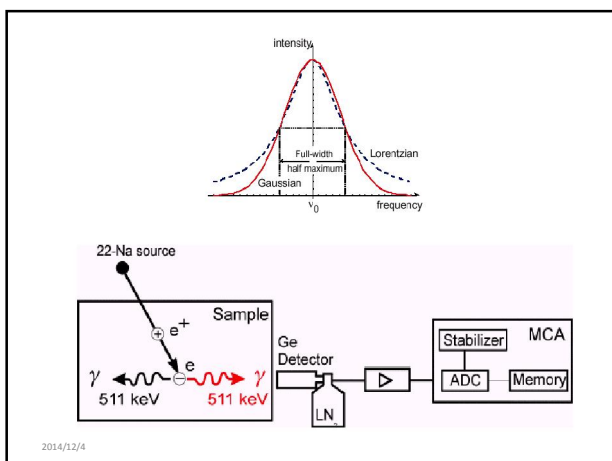 intensity
Full-width
half maximum
Lorentzian
Gaussian
ν0
frequency
22-Na source
Sample
e+
e
γ
γ
511 keV
511 keV
Ge
Detector
LN2
MCA
Stabilizer
ADC
Memory
2014/12/4